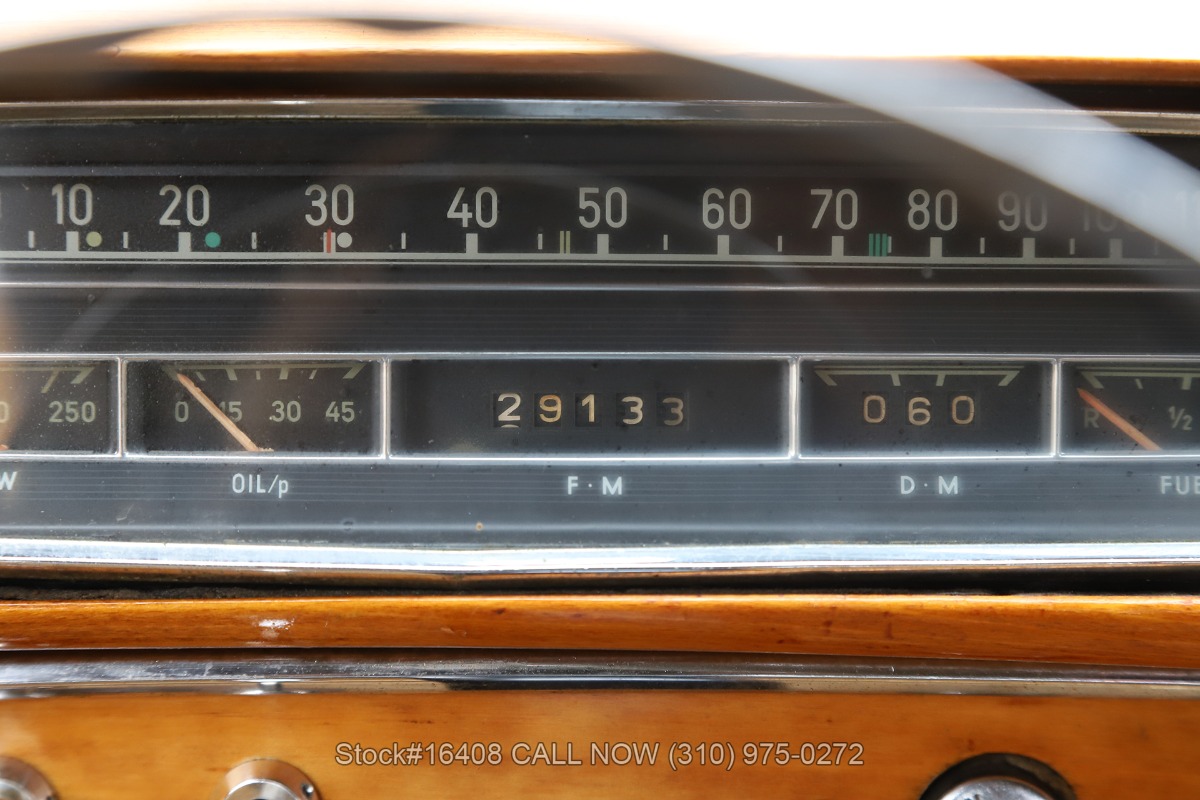 10 20 30 40 50 60 70 80 90
250 0 15 30 45 29133 060 R 1/2
OIL/p F·M D·M
Stock#16408 CALL NOW (310) 975-0272